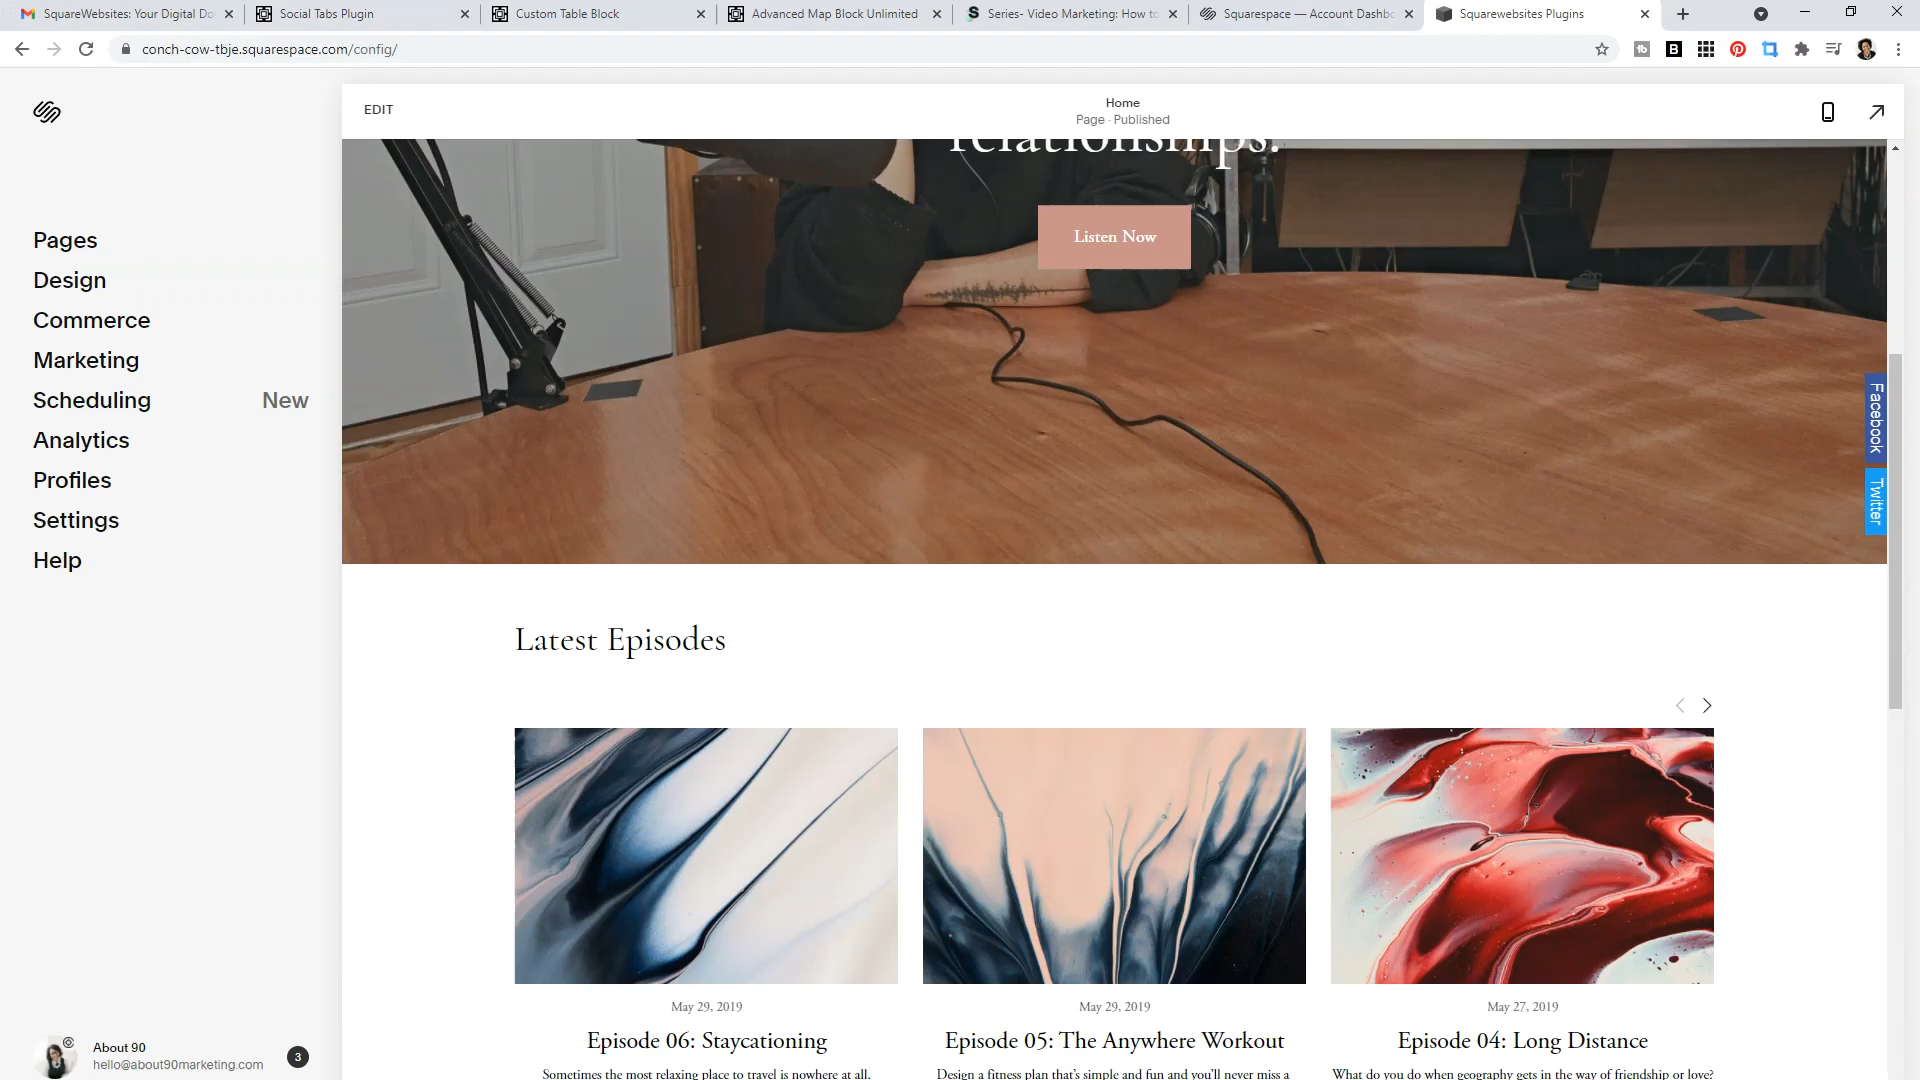 SquareWebsites: Your Digital Do
Social Tabs Plugin
Custom Table Block
Advanced Map Block Unlimited
Series- Video Marketing: How to
Squarespace — Account Dashbo
Squarewebsites Plugins
conch-cow-tbje.squarespace.com/config/
EDIT
Home
Page · Published
relationships.
Listen Now
Pages
Design
Commerce
Marketing
Scheduling New
Analytics
Profiles
Settings
Help
Facebook
Twitter
Latest Episodes
May 29, 2019
Episode 06: Staycationing
Sometimes the most relaxing place to travel is nowhere at all.
May 29, 2019
Episode 05: The Anywhere Workout
Design a fitness plan that's simple and fun and you'll never miss a
May 27, 2019
Episode 04: Long Distance
What do you do when geography gets in the way of friendship or love?
About 90
hello@about90marketing.com
3